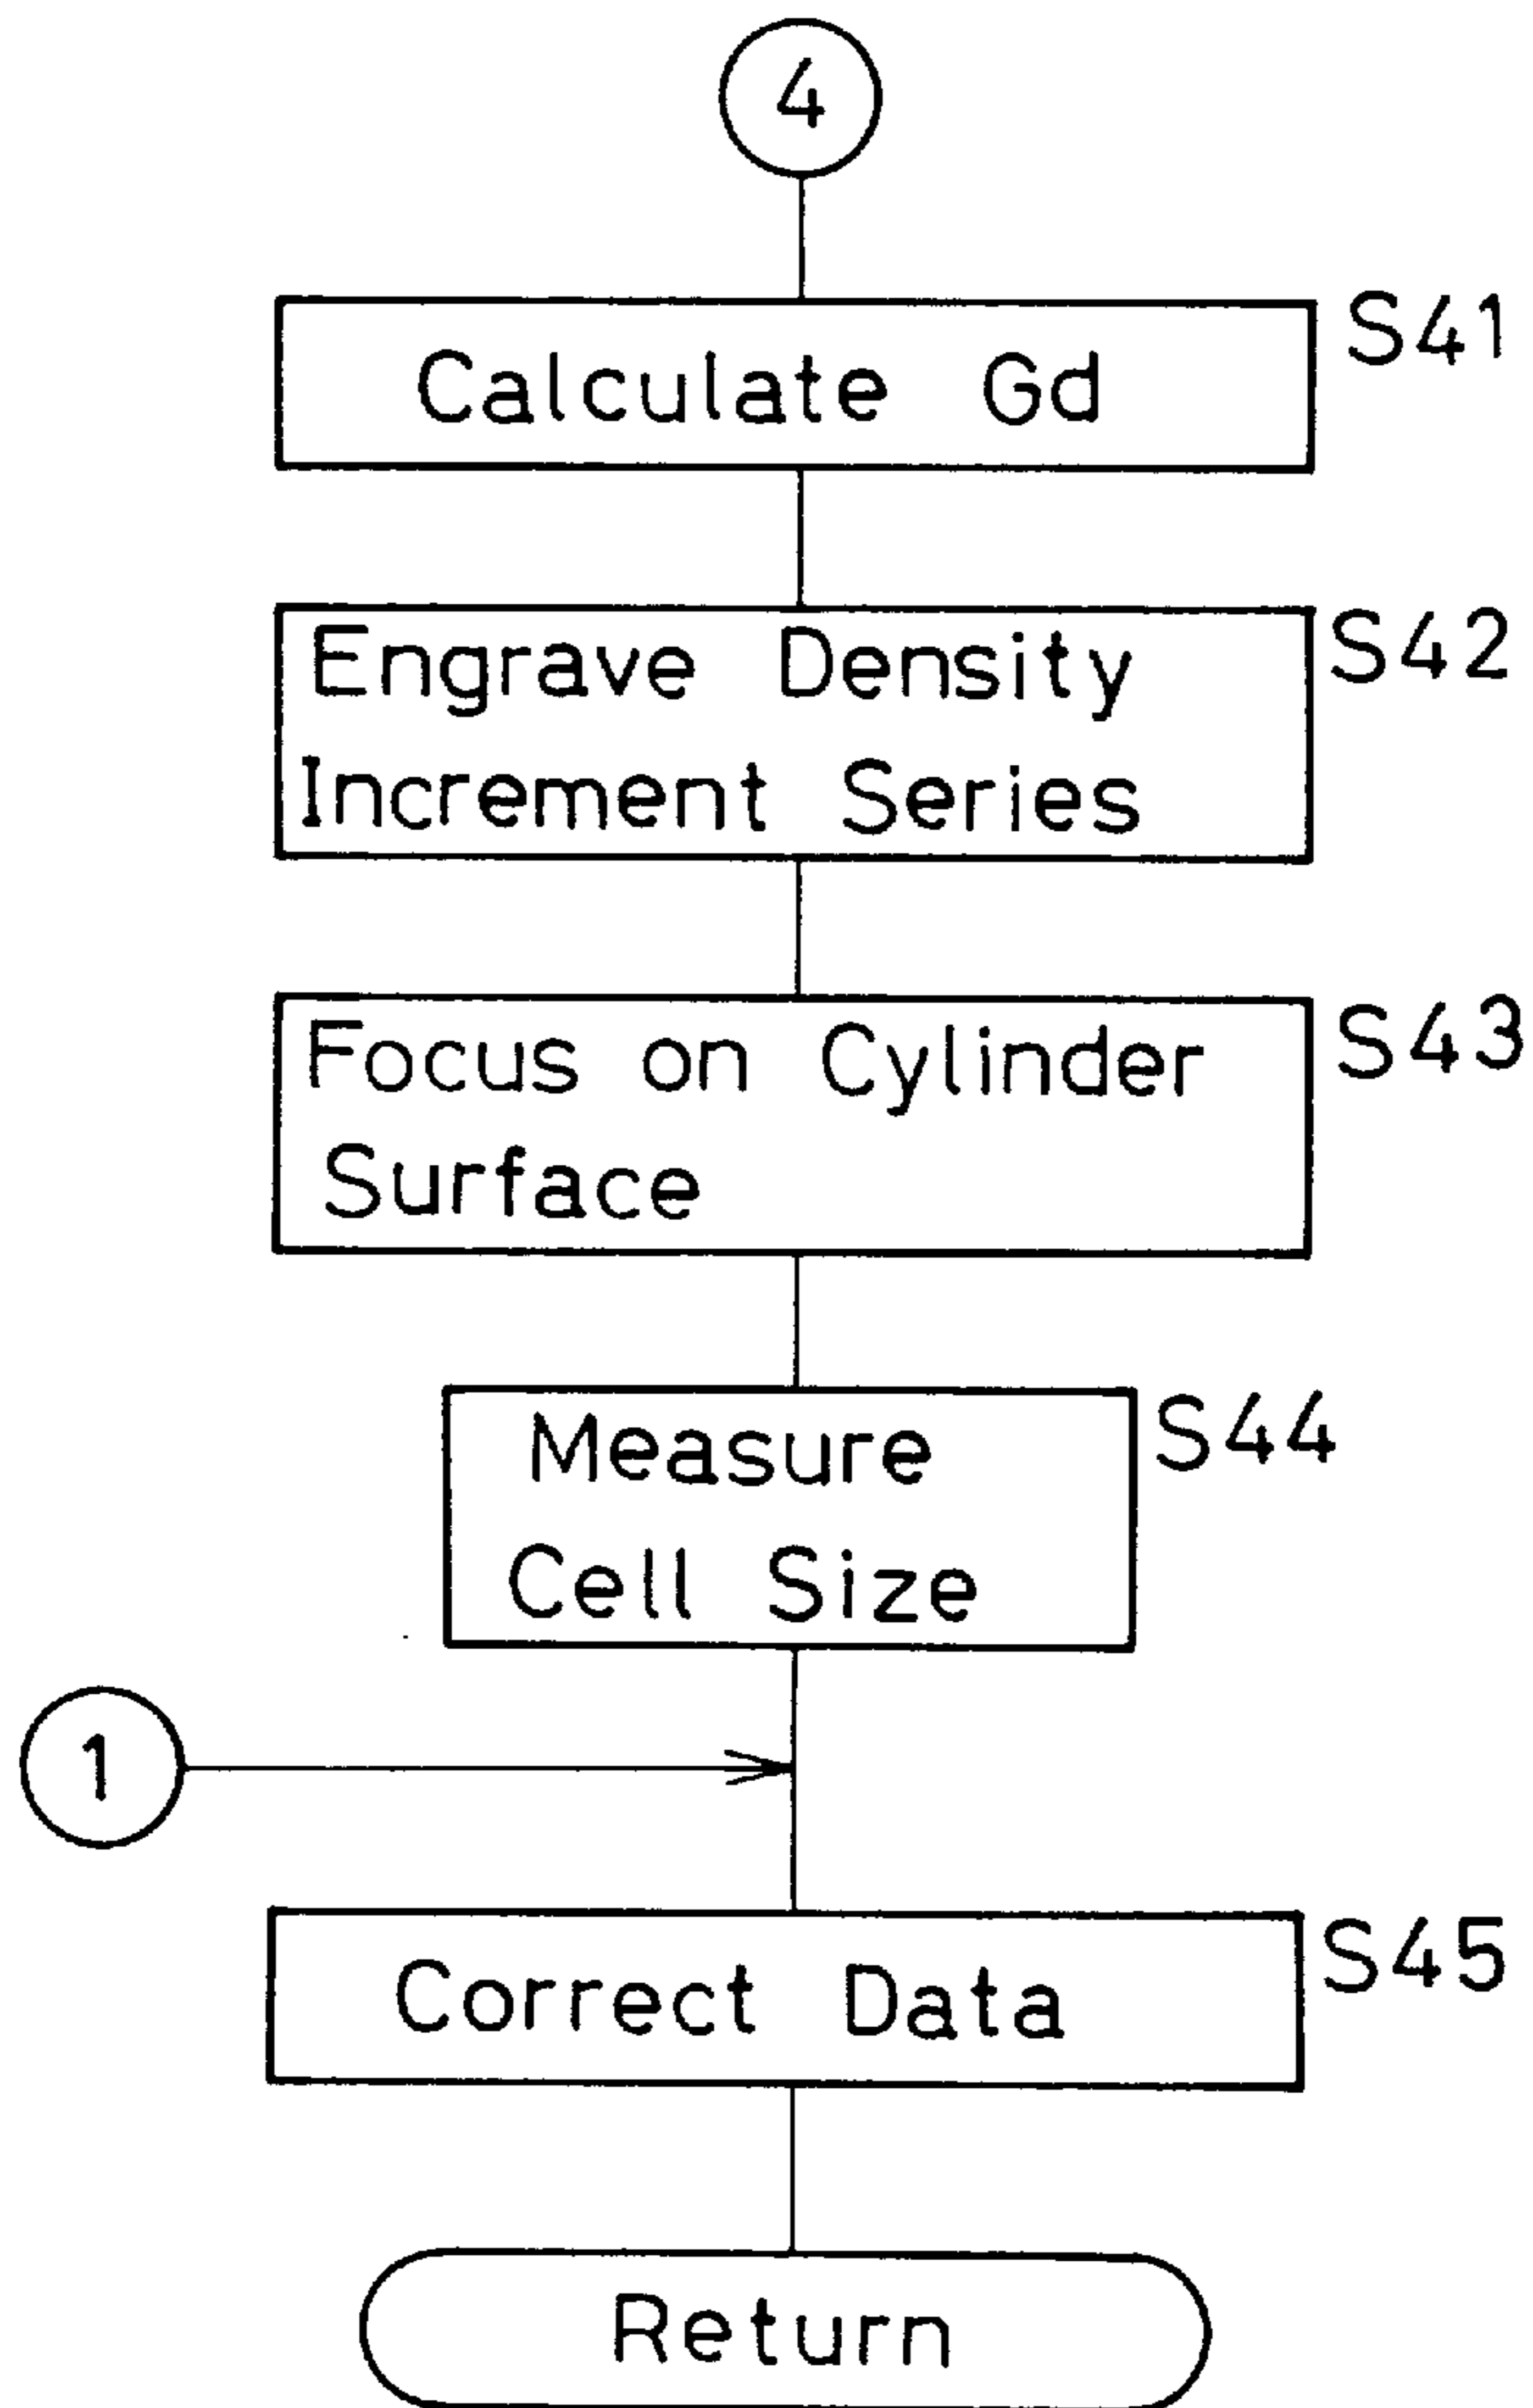 4
Calculate Gd
S41
Engrave Density
Increment Series
S42
Focus on Cylinder
Surface
S43
Measure
Cell Size
S44
1
Correct Data
S45
Return